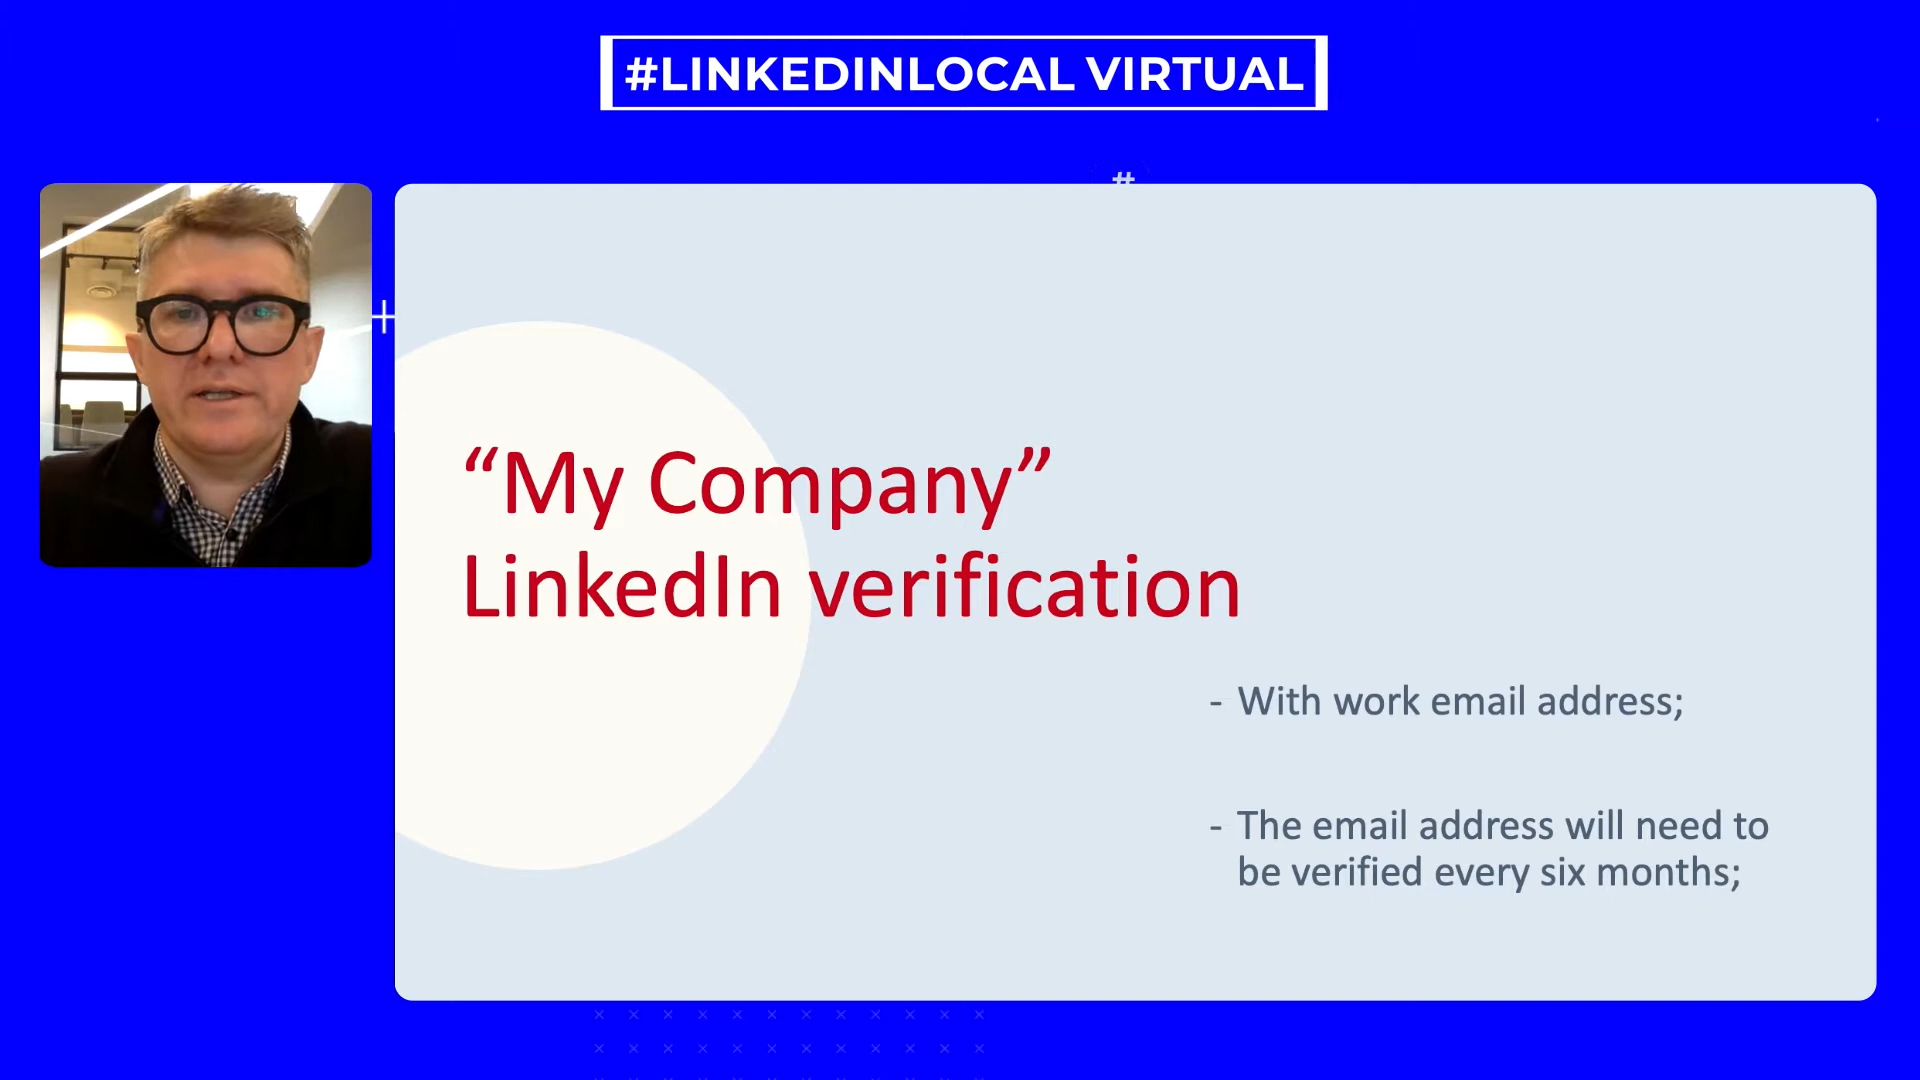 #LINKEDINLOCAL VIRTUAL
#
“My Company”
LinkedIn verification
- With work email address;
- The email address will need to
be verified every six months;